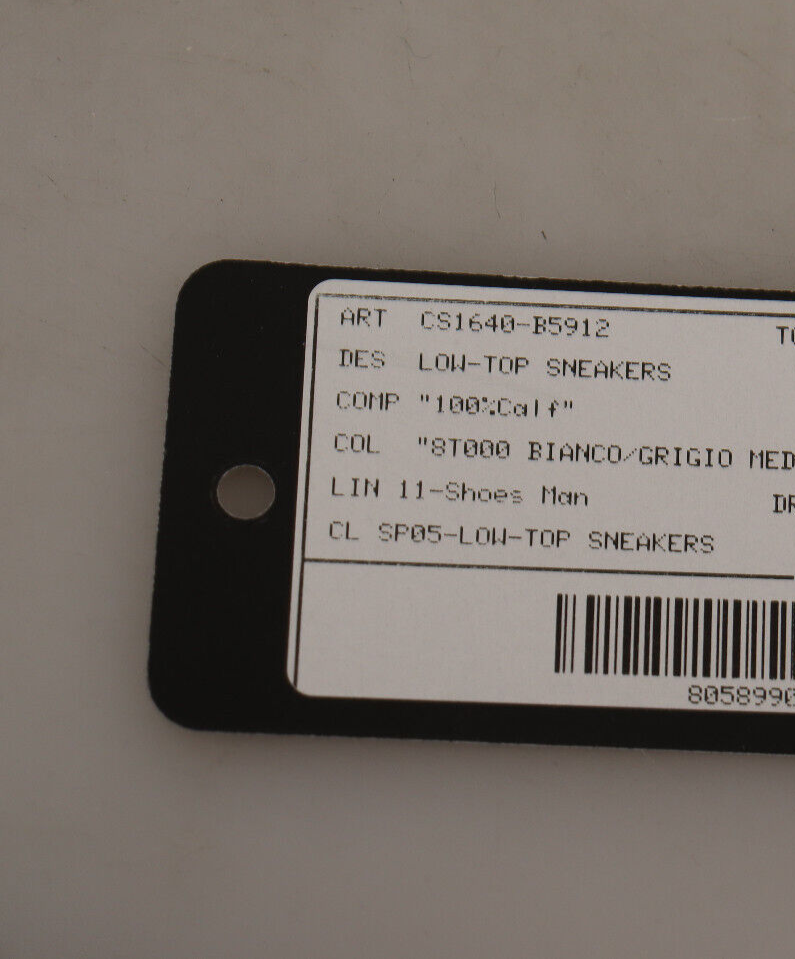 ART CS1640-B5912
DES LOW-TOP SNEAKERS
COMP "100%Calf"
COL "8T000 BIANCO/GRIGIO MED
LIN 11-Shoes Man DR
CL SP05-LOW-TOP SNEAKERS
805899